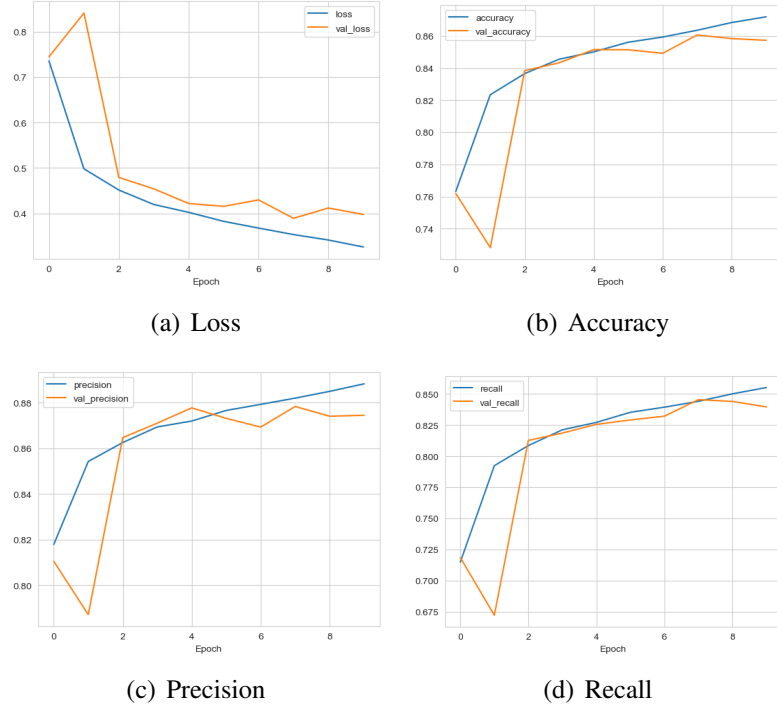 loss
val_loss
0.8
0.7
0.6
0.5
0.4
0 2 4 6 8
Epoch
(a) Loss
accuracy
val_accuracy
0.86
0.84
0.82
0.80
0.78
0.76
0.74
0 2 4 6 8
Epoch
(b) Accuracy
precision
val_precision
0.88
0.86
0.84
0.82
0.80
0 2 4 6 8
Epoch
(c) Precision
recall
val_recall
0.850
0.825
0.800
0.775
0.750
0.725
0.700
0.675
0 2 4 6 8
Epoch
(d) Recall